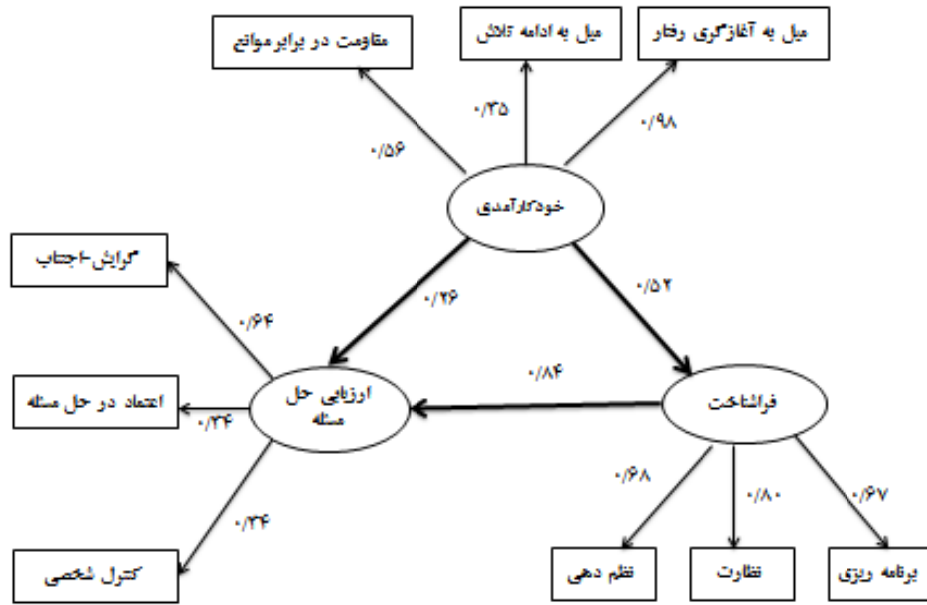 میل به آغازگری رفتار
میل به ادامه تلاش
مقاومت در برابر موانع
۰/۹۸
۰/۳۵
۰/۵۶
خودکارآمدی
گرایش-اجتناب
۰/۵۲
۰/۲۶
۰/۶۴
۰/۸۴
فراشناخت
ارزیابی حل
مسئله
اعتماد در حل مسئله
۰/۳۴
۰/۶۷
۰/۸۰
۰/۶۸
۰/۳۴
برنامه ریزی
نظارت
نظم دهی
کنترل شخصی